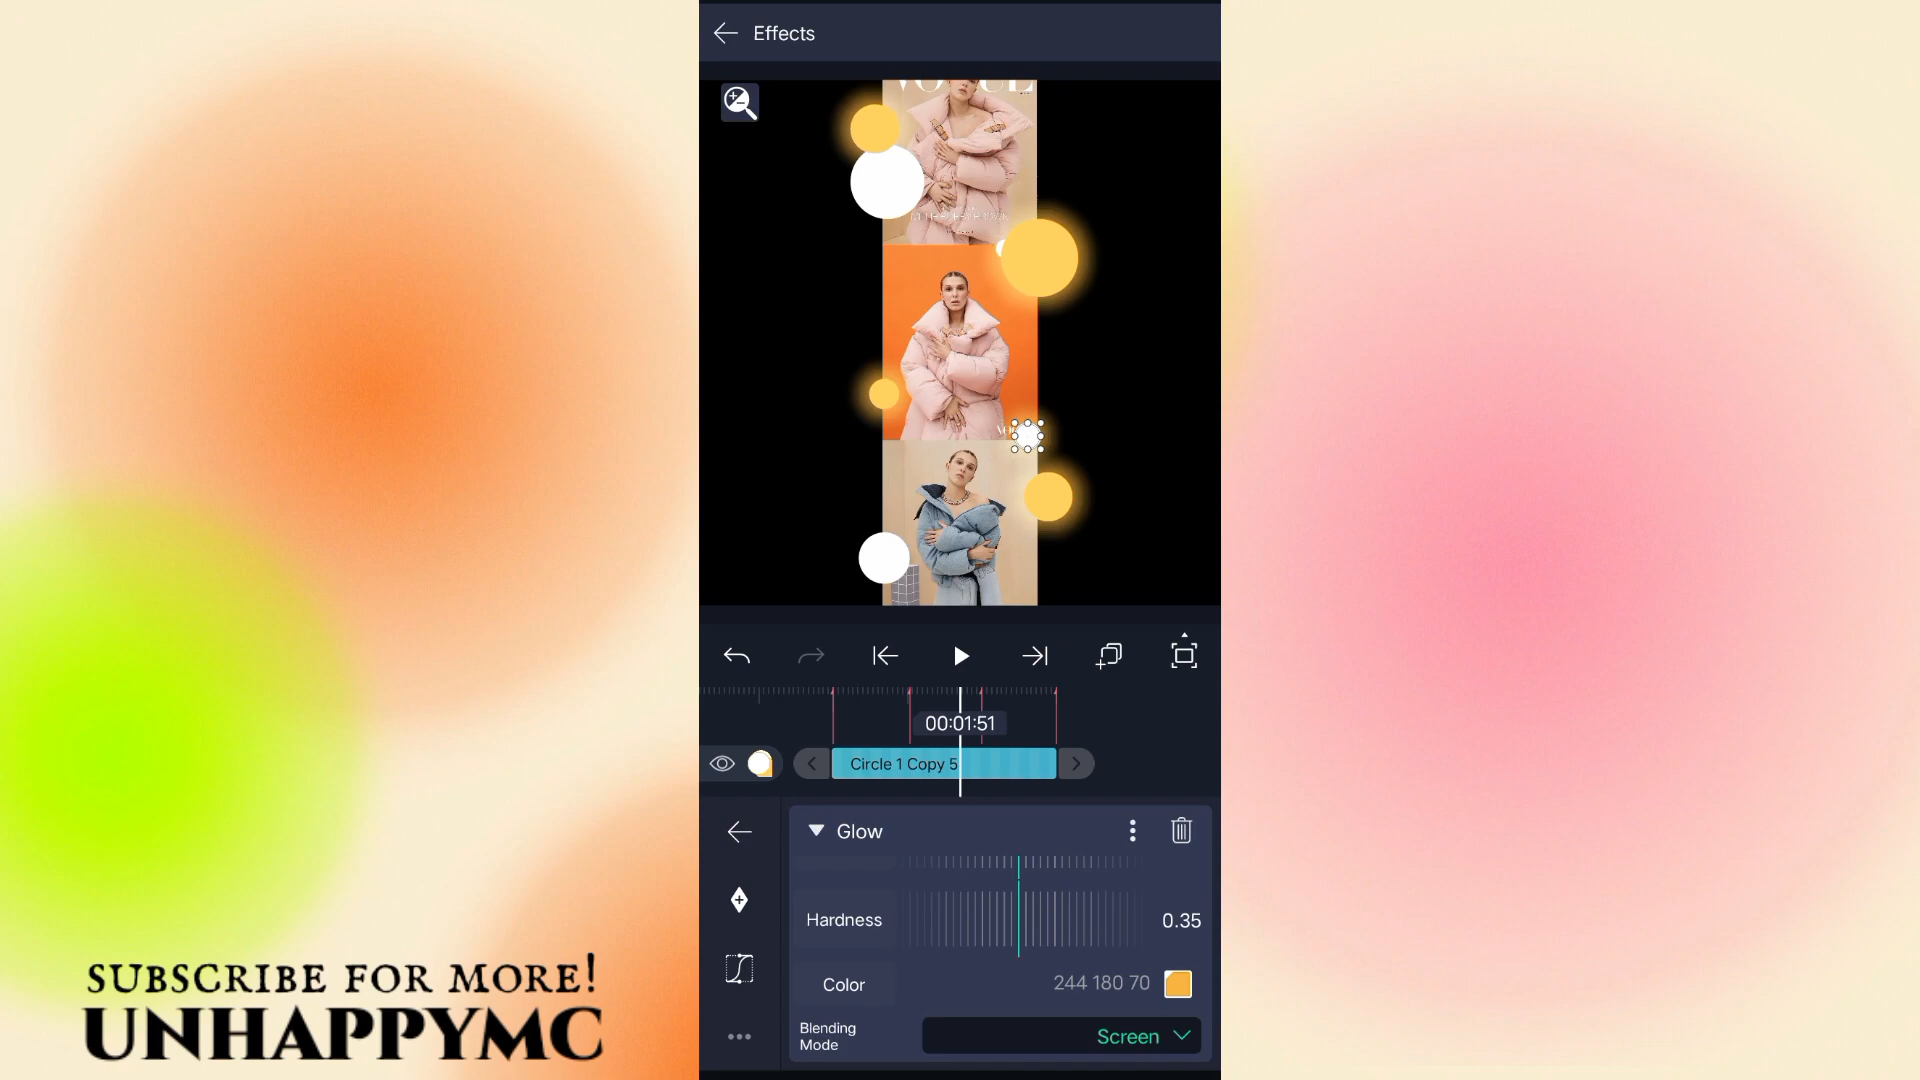 Effects
VOGUE
00:01:51
Circle 1 Copy 5
Glow
Hardness
0.35
Color
244 180 70
Blending
Mode
Screen
SUBSCRIBE FOR MORE!
UNHAPPYMC